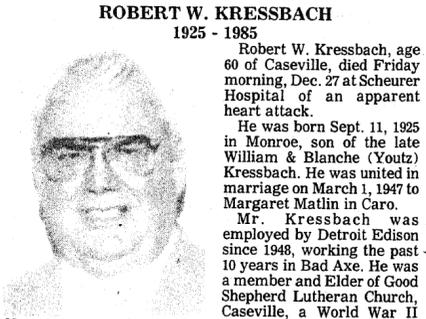 ROBERT W. KRESSBACH
1925 - 1985
Robert W. Kressbach, age
60 of Caseville, died Friday
morning, Dec. 27 at Scheurer
Hospital of an apparent
heart attack.
He was born Sept. 11, 1925
in Monroe, son of the late
William & Blanche (Youtz)
Kressbach. He was united in
marriage on March 1, 1947 to
Margaret Matlin in Caro.
Mr. Kressbach was
employed by Detroit Edison
since 1948, working the past
10 years in Bad Axe. He was
a member and Elder of Good
Shepherd Lutheran Church,
Caseville, a World War II